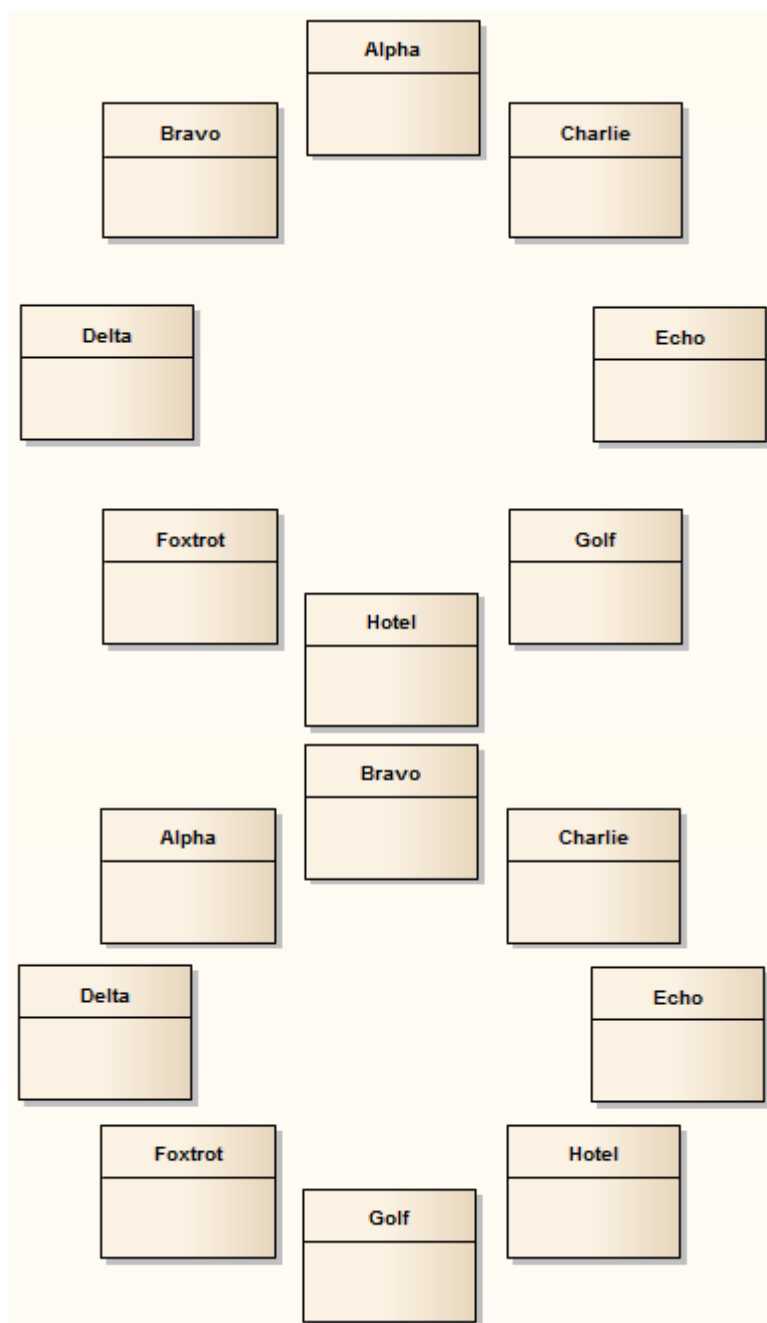 Alpha
Bravo
Charlie
Delta
Echo
Foxtrot
Golf
Hotel
Bravo
Alpha
Charlie
Delta
Echo
Foxtrot
Hotel
Golf